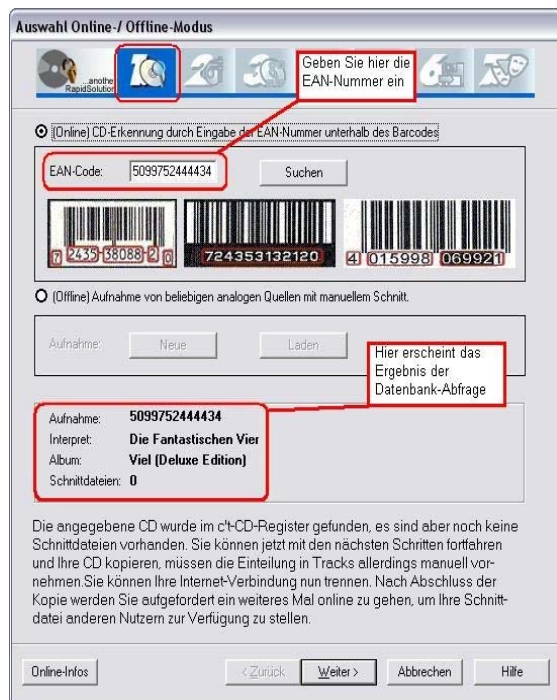 Auswahl Online-/ Offline-Modus
...anothe
RapidSolution
Geben Sie hier die
EAN-Nummer ein
(Online) CD-Erkennung durch Eingabe der EAN-Nummer unterhalb des Barcodes
EAN-Code: 5099752444434 Suchen
7 2435-38088-2 0 724353132120 4 015998 069921
(Offline) Aufnahme von beliebigen analogen Quellen mit manuellem Schnitt.
Aufnahme: Neue Laden
Hier erscheint das
Ergebnis der
Datenbank-Abfrage
Aufnahme: 5099752444434
Interpret: Die Fantastischen Vier
Album: Viel (Deluxe Edition)
Schnittdateien: 0
Die angegebene CD wurde im c't-CD-Register gefunden, es sind aber noch keine
Schnittdateien vorhanden. Sie können jetzt mit den nächsten Schritten fortfahren
und Ihre CD kopieren, müssen die Einteilung in Tracks allerdings manuell vor-
nehmen.Sie können Ihre Internet-Verbindung nun trennen. Nach Abschluss der
Kopie werden Sie aufgefordert ein weiteres Mal online zu gehen, um Ihre Schnitt-
datei anderen Nutzern zur Verfügung zu stellen.
Online-Infos < Zurück Weiter > Abbrechen Hilfe